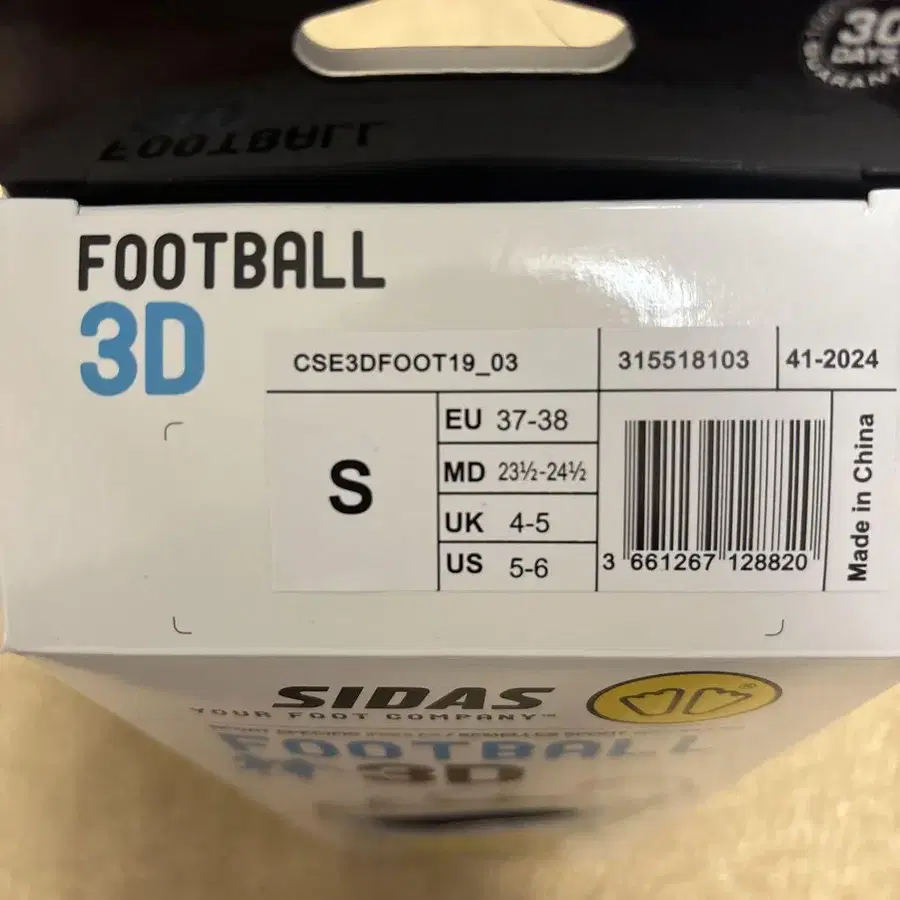 30
DAYS
FOOTBALL
FOOTBALL
3D
CSE3DFOOT19_03
315518103
41-2024
S
EU 37-38
MD 23½-24½
UK 4-5
US 5-6
3 661267 128820
Made in China
SIDAS
YOUR FOOT COMPANY™
FOOTBALL
3D